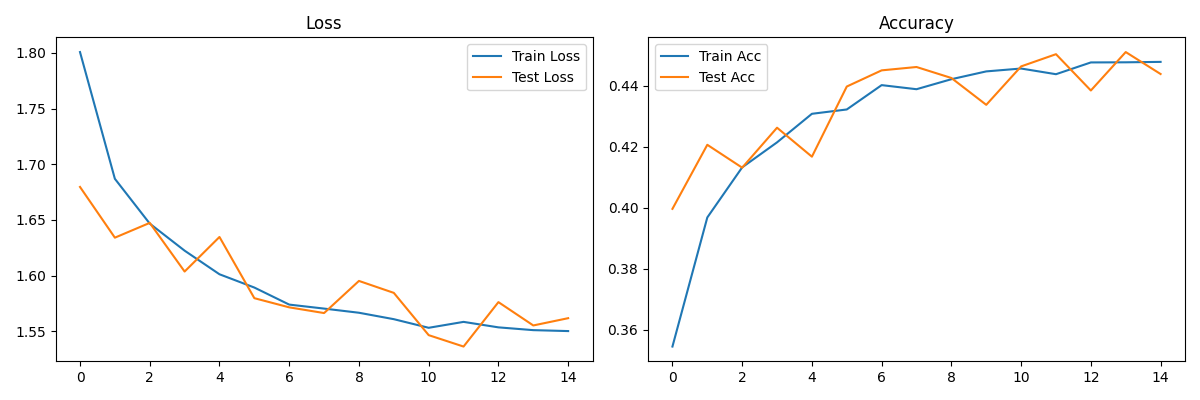 Loss
1.80
1.75
1.70
1.65
1.60
1.55
0 2 4 6 8 10 12 14
Train Loss
Test Loss
Accuracy
0.44
0.42
0.40
0.38
0.36
0 2 4 6 8 10 12 14
Train Acc
Test Acc